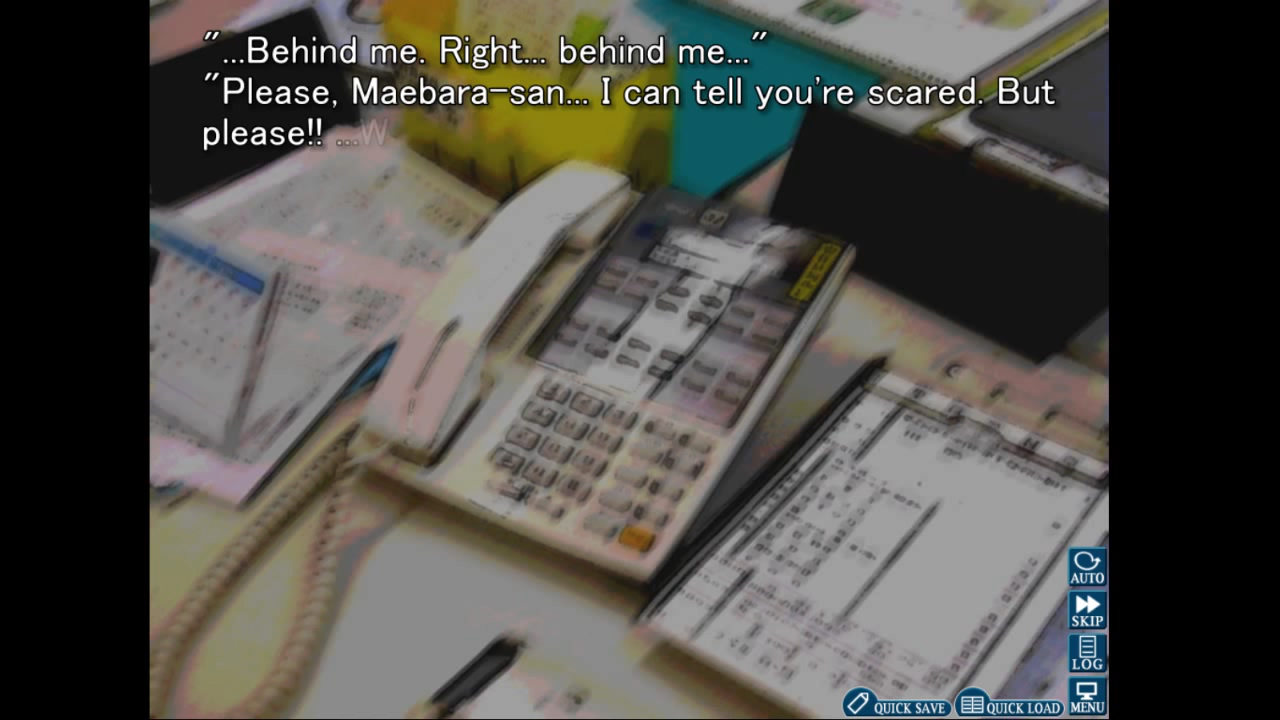 "...Behind me. Right... behind me..."
"Please, Maebara-san... I can tell you're scared. But
please!! ...W
AUTO
SKIP
LOG
MENU
QUICK SAVE
QUICK LOAD